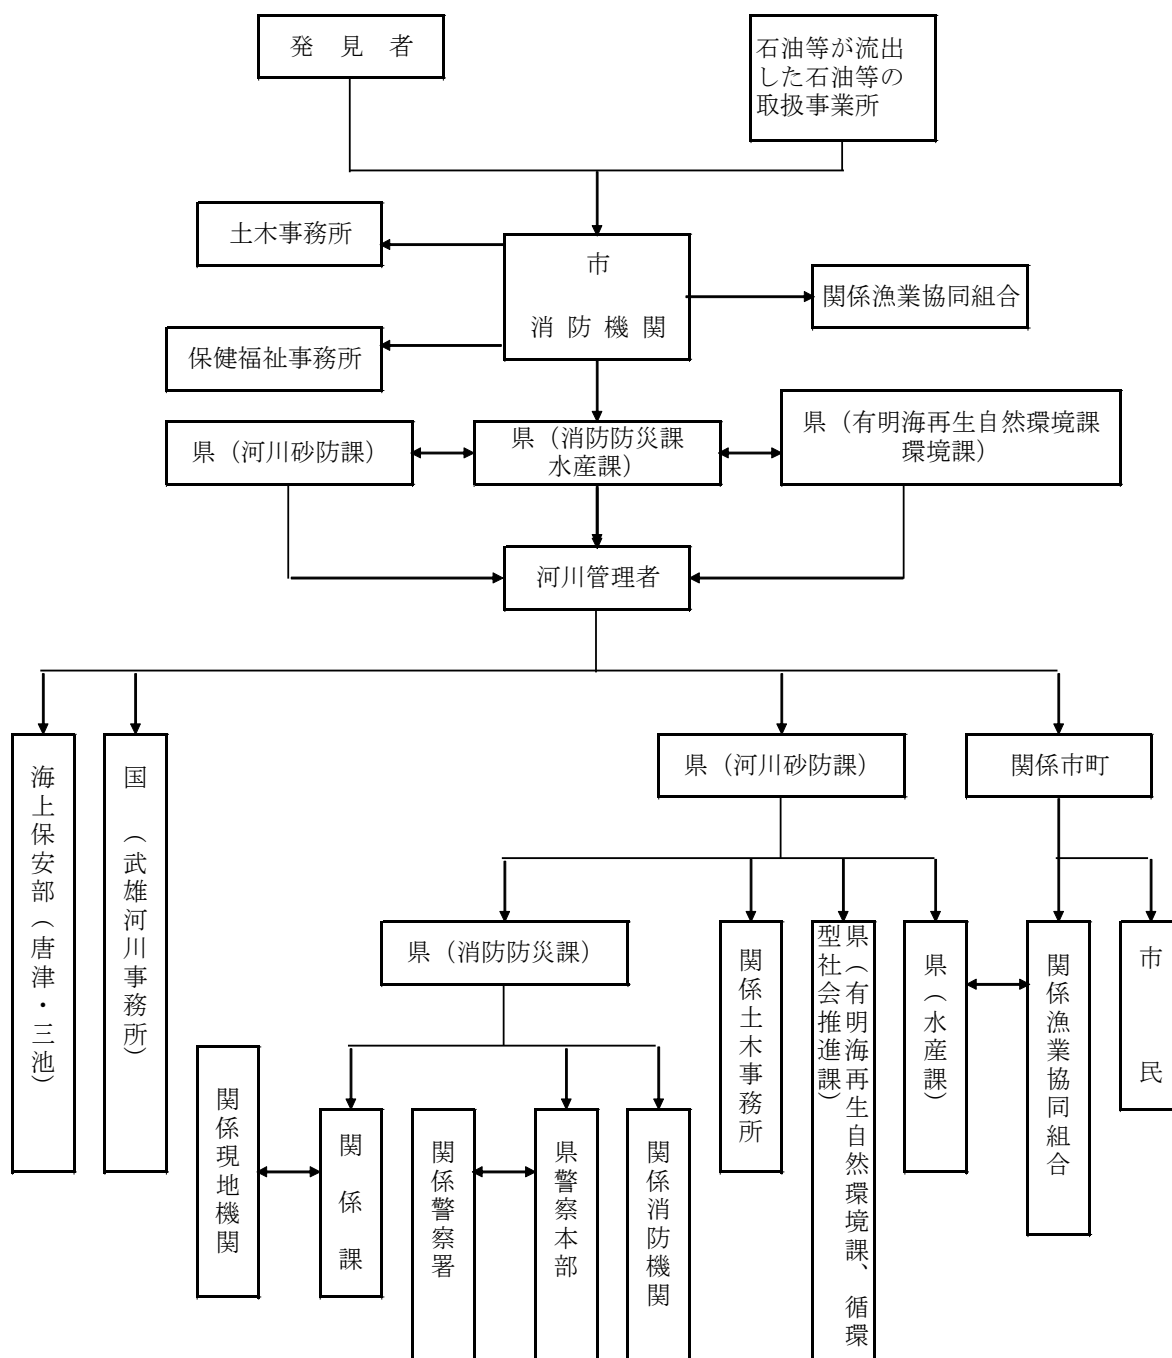 発 見 者
石油等が流出
した石油等の
取扱事業所
土木事務所
市
消 防 機 関
関係漁業協同組合
保健福祉事務所
県（河川砂防課）
県（消防防災課
水産課）
県（有明海再生自然環境課
環境課）
河川管理者
海上保安部（唐津・三池）
国 （武雄河川事務所）
県（河川砂防課）
関係市町
県（消防防災課）
関係土木事務所
県（有明海再生自然環境課、循環
型社会推進課）
県（水産課）
関係漁業協同組合
市 民
関係現地機関
関 係 課
関係警察署
県警察本部
関係消防機関